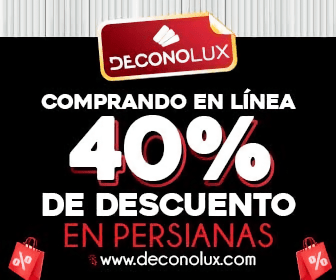 DECONOLUX
COMPRANDO EN LÍNEA
40%
DE DESCUENTO
EN PERSIANAS
www.deconolux.com
%
%